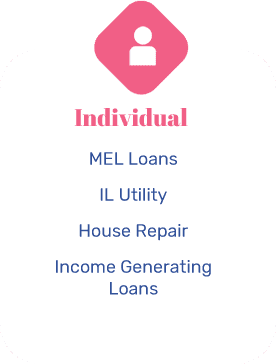 Individual
MEL Loans
IL Utility
House Repair
Income Generating
Loans